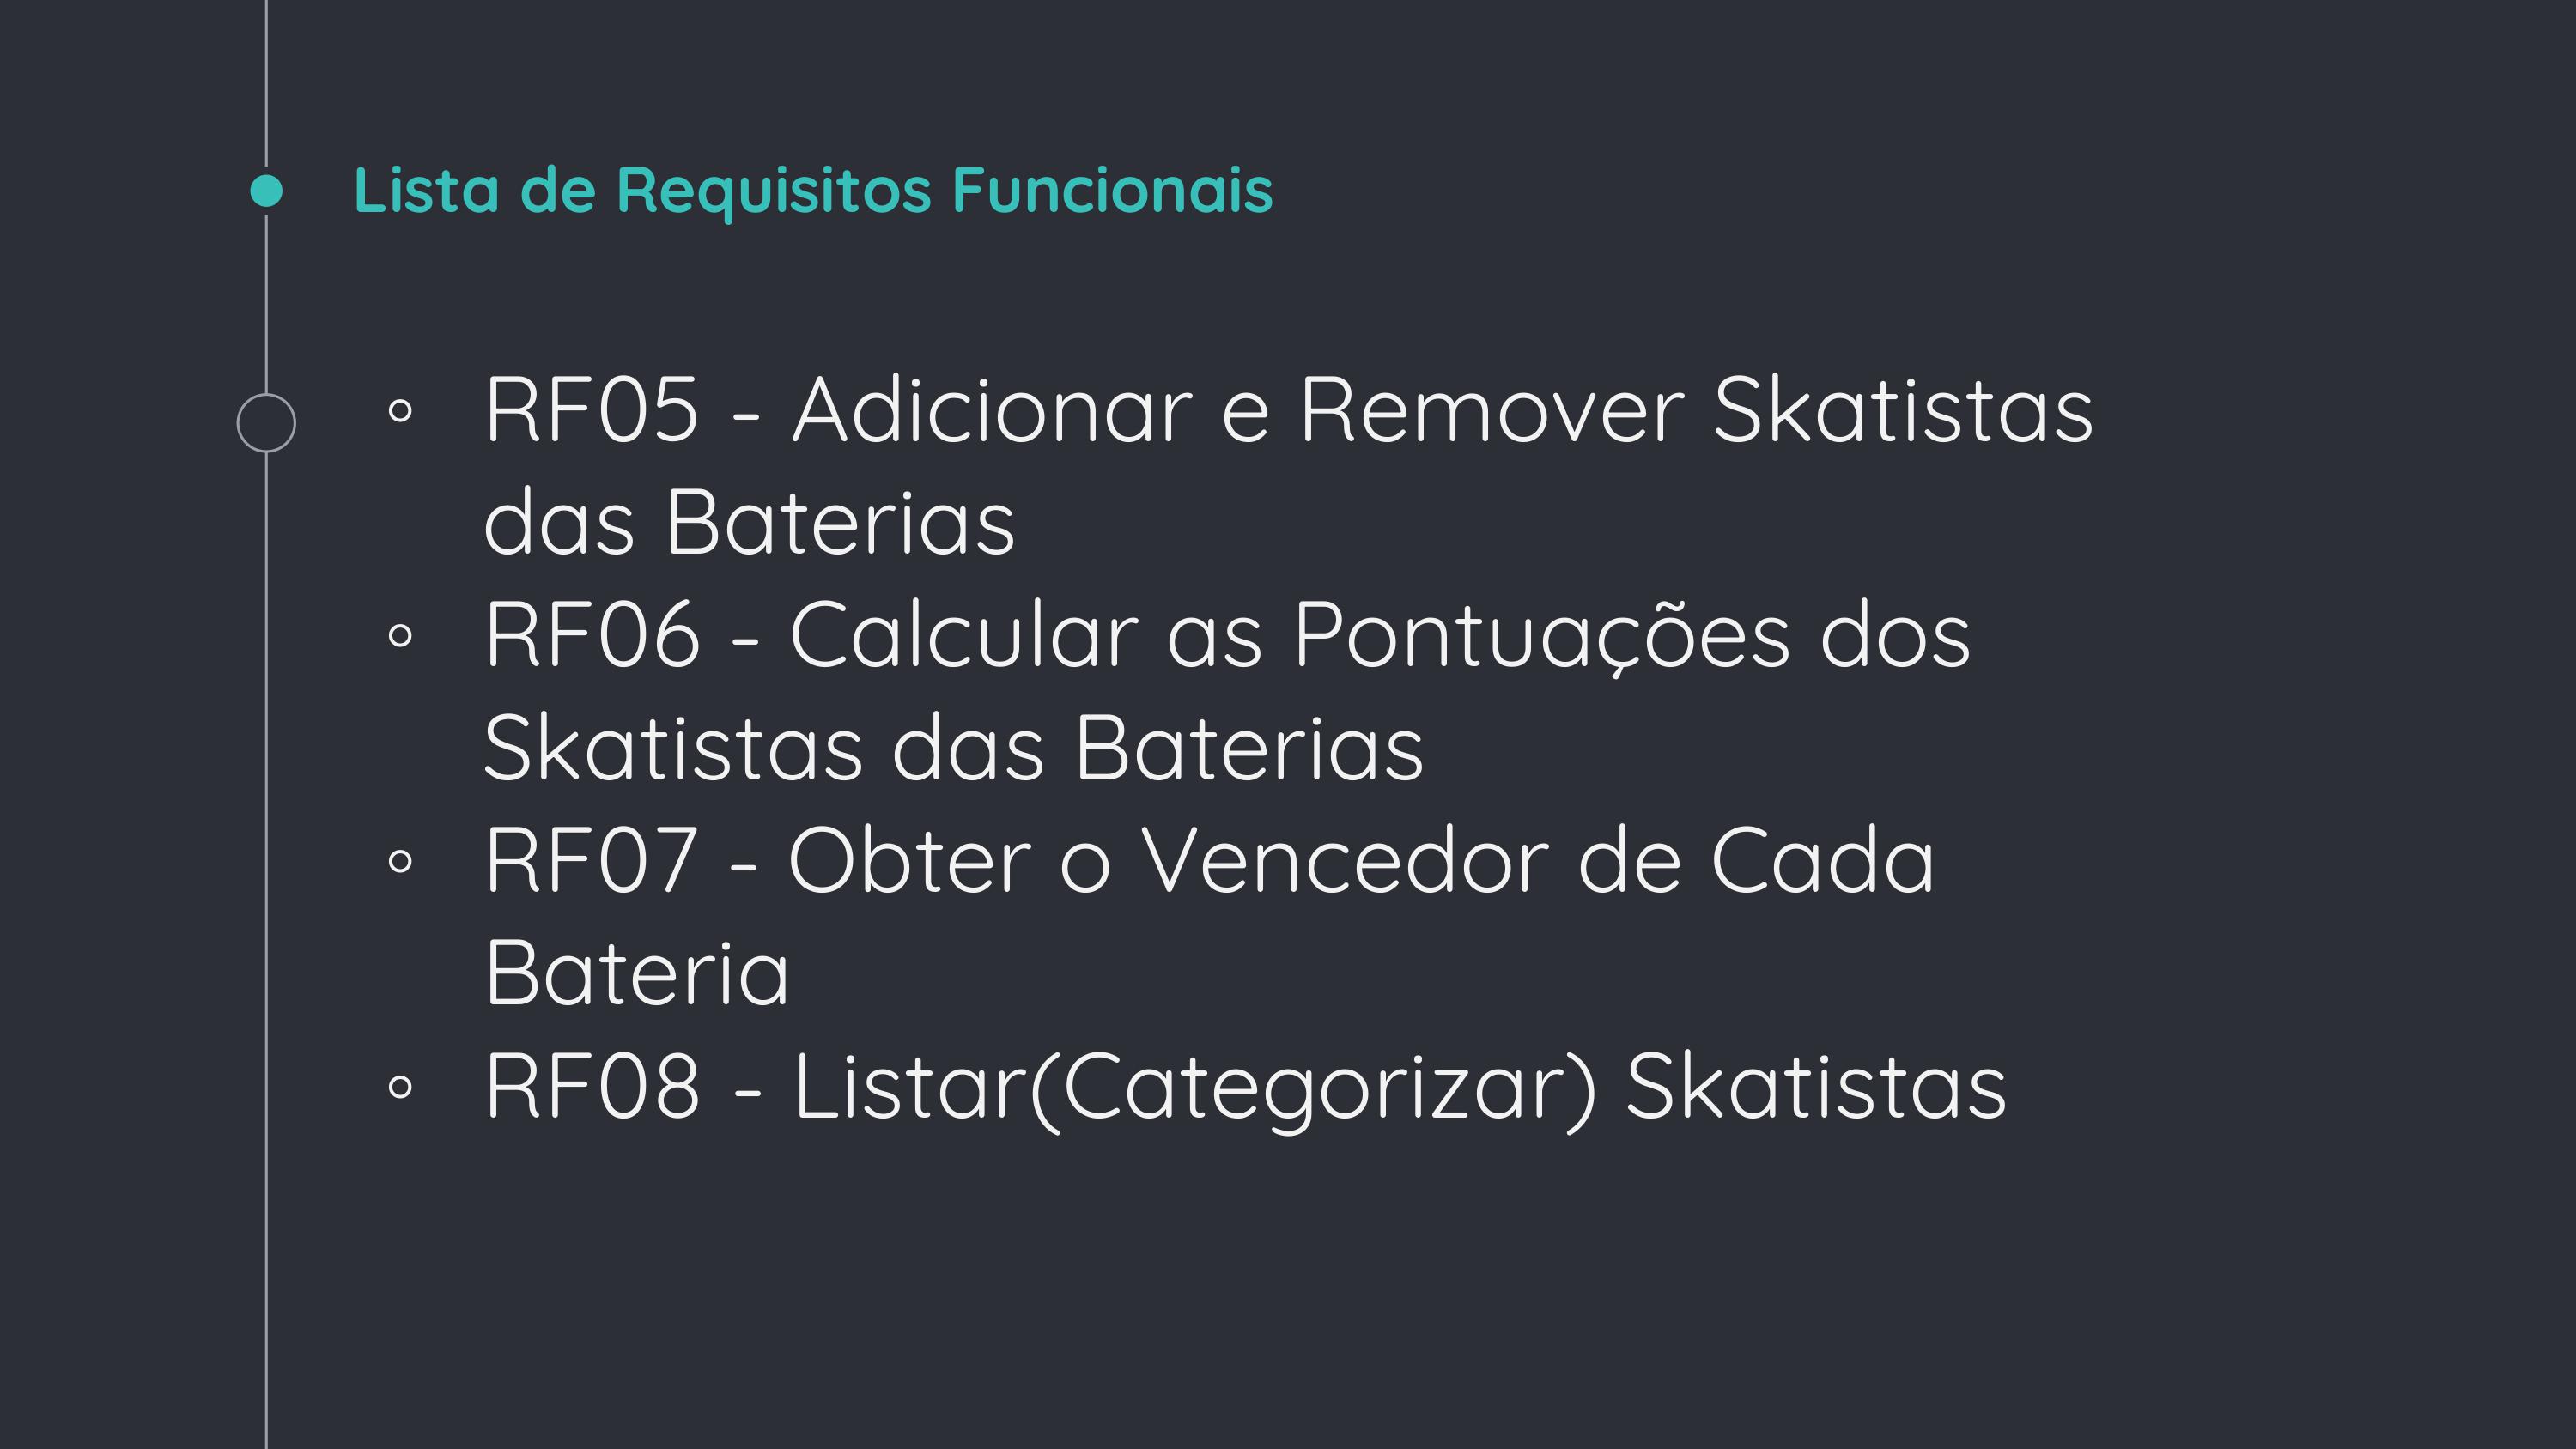 Lista de Requisitos Funcionais
RF05 - Adicionar e Remover Skatistas
das Baterias
RF06 - Calcular as Pontuações dos
Skatistas das Baterias
RF07 - Obter o Vencedor de Cada
Bateria
RF08 - Listar(Categorizar) Skatistas